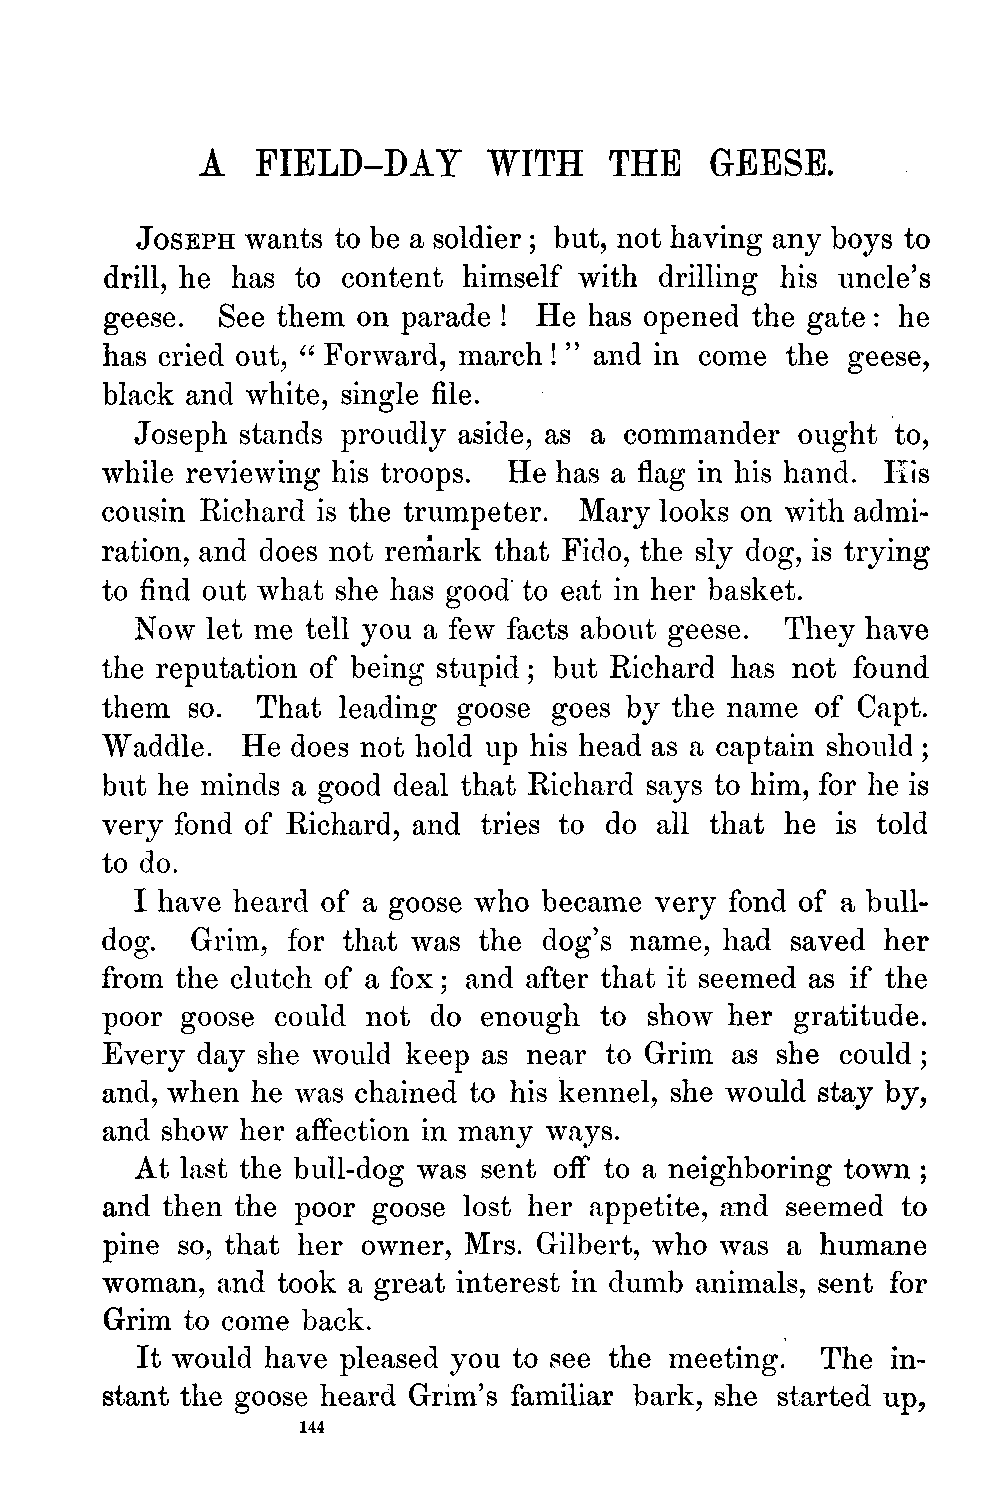 A FIELD-DAY WITH THE GEESE.
JOSEPH wants to be a soldier; but, not having any boys to
drill, he has to content himself with drilling his uncle's
geese. See them on parade! He has opened the gate: he
has cried out, "Forward, march!" and in come the geese,
black and white, single file.
Joseph stands proudly aside, as a commander ought to,
while reviewing his troops. He has a flag in his hand. His
cousin Richard is the trumpeter. Mary looks on with admi-
ration, and does not remark that Fido, the sly dog, is trying
to find out what she has good to eat in her basket.
Now let me tell you a few facts about geese. They have
the reputation of being stupid; but Richard has not found
them so. That leading goose goes by the name of Capt.
Waddle. He does not hold up his head as a captain should;
but he minds a good deal that Richard says to him, for he is
very fond of Richard, and tries to do all that he is told
to do.
I have heard of a goose who became very fond of a bull-
dog. Grim, for that was the dog's name, had saved her
from the clutch of a fox; and after that it seemed as if the
poor goose could not do enough to show her gratitude.
Every day she would keep as near to Grim as she could;
and, when he was chained to his kennel, she would stay by,
and show her affection in many ways.
At last the bull-dog was sent off to a neighboring town;
and then the poor goose lost her appetite, and seemed to
pine so, that her owner, Mrs. Gilbert, who was a humane
woman, and took a great interest in dumb animals, sent for
Grim to come back.
It would have pleased you to see the meeting. The in-
stant the goose heard Grim's familiar bark, she started up,
144